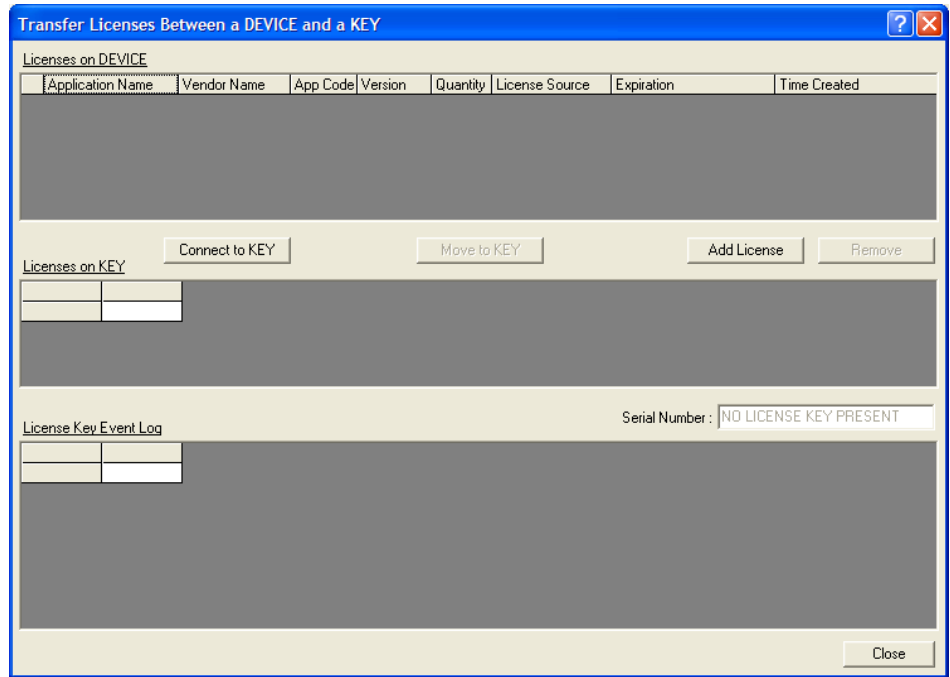 Transfer Licenses Between a DEVICE and a KEY
Licenses on DEVICE
Application Name Vendor Name App Code Version Quantity License Source Expiration Time Created
Connect to KEY Move to KEY Add License Remove
Licenses on KEY
Serial Number : NO LICENSE KEY PRESENT
License Key Event Log
Close